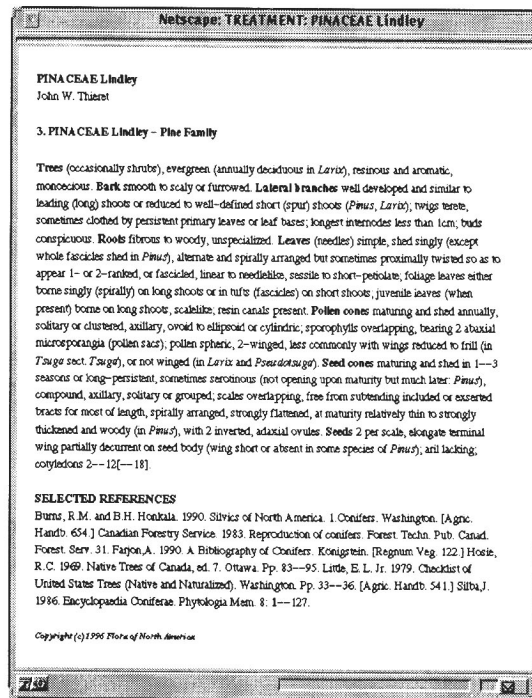 Netscape: TREATMENT: PINACEAE Lindley
PINACEAE Lindley
John W. Thieret
3. PINACEAE Lindley – Pine Family
Trees (occasionally shrubs), evergreen (annually deciduous in Larix), resinous and aromatic,
monoecious. Bark smooth to scaly or furrowed. Lateral branches well developed and similar to
leading (long) shoots or reduced to well–defined short (spur) shoots (Pinus, Larix); twigs terete,
sometimes clothed by persistent primary leaves or leaf bases; longest internodes less than 1cm; buds
conspicuous. Roots fibrous to woody, unspecialized. Leaves (needles) simple, shed singly (except
whole fascicles shed in Pinus), alternate and spirally arranged but sometimes proximally twisted so as to
appear 1– or 2–ranked, or fascicled, linear to needlelike, sessile to short–petiolate; foliage leaves either
borne singly (spirally) on long shoots or in tufts (fascicles) on short shoots, juvenile leaves (when
present) borne on long shoots, scalelike; resin canals present. Pollen cones maturing and shed annually,
solitary or clustered, axillary, ovoid to ellipsoid or cylindric; sporophylls overlapping, bearing 2 abaxial
microsporangia (pollen sacs); pollen spheric, 2–winged, less commonly with wings reduced to frill (in
Tsuga sect. Tsuga), or not winged (in Larix and Pseudotsuga). Seed cones maturing and shed in 1––3
seasons or long–persistent, sometimes serotinous (not opening upon maturity but much later: Pinus),
compound, axillary, solitary or grouped; scales overlapping, free from subtending included or exserted
bracts for most of length, spirally arranged, strongly flattened, at maturity relatively thin to strongly
thickened and woody (in Pinus), with 2 inverted, adaxial ovules. Seeds 2 per scale, elongate terminal
wing partially decurrent on seed body (wing short or absent in some species of Pinus); aril lacking;
cotyledons 2––12[––18].
SELECTED REFERENCES
Burns, R.M. and B.H. Honkala. 1990. Silvics of North America. 1.Conifers. Washington. [Agric.
Handb. 654.] Canadian Forestry Service. 1983. Reproduction of conifers. Forest. Techn. Pub. Canad.
Forest. Serv. 31. Farjon,A. 1990. A Bibliography of Conifers. Königstein. [Regnum Veg. 122.] Hosie,
R.C. 1969. Native Trees of Canada, ed. 7. Ottawa. Pp. 83––95. Little, E. L. Jr. 1979. Checklist of
United States Trees (Native and Naturalized). Washington. Pp. 33––36. [Agric. Handb. 541.] Silba,J.
1986. Encyclopaedia Coniferae. Phytologia Mem. 8: 1––127.
Copyright (c) 1996 Flora of North America